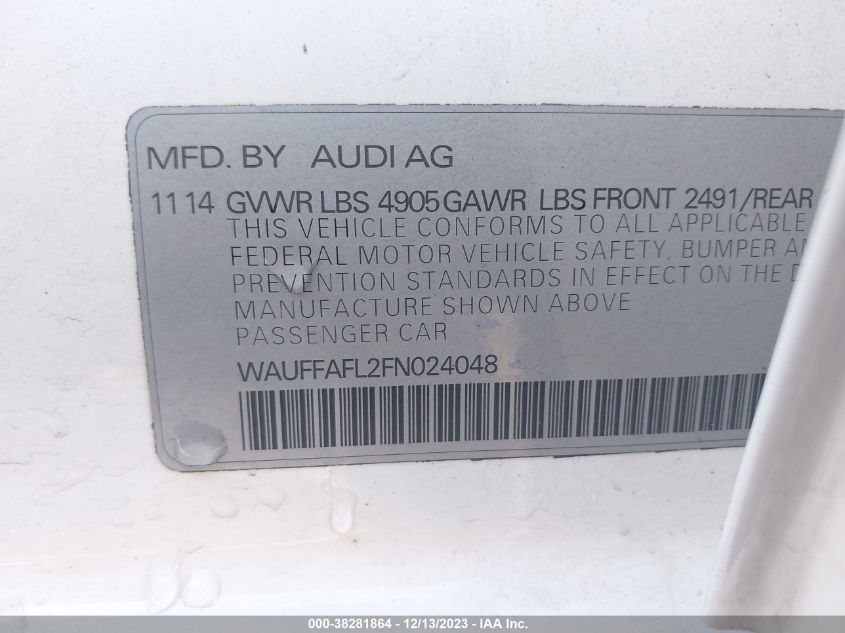 MFD. BY AUDI AG
11 14 GVWR LBS 4905 GAWR LBS FRONT 2491/REAR
THIS VEHICLE CONFORMS TO ALL APPLICABLE
FEDERAL MOTOR VEHICLE SAFETY, BUMPER
PREVENTION STANDARDS IN EFFECT ON THE
MANUFACTURE SHOWN ABOVE
PASSENGER CAR
WAUFFAFL2FN024048
000-38281864 - 12/13/2023 - IAA Inc.